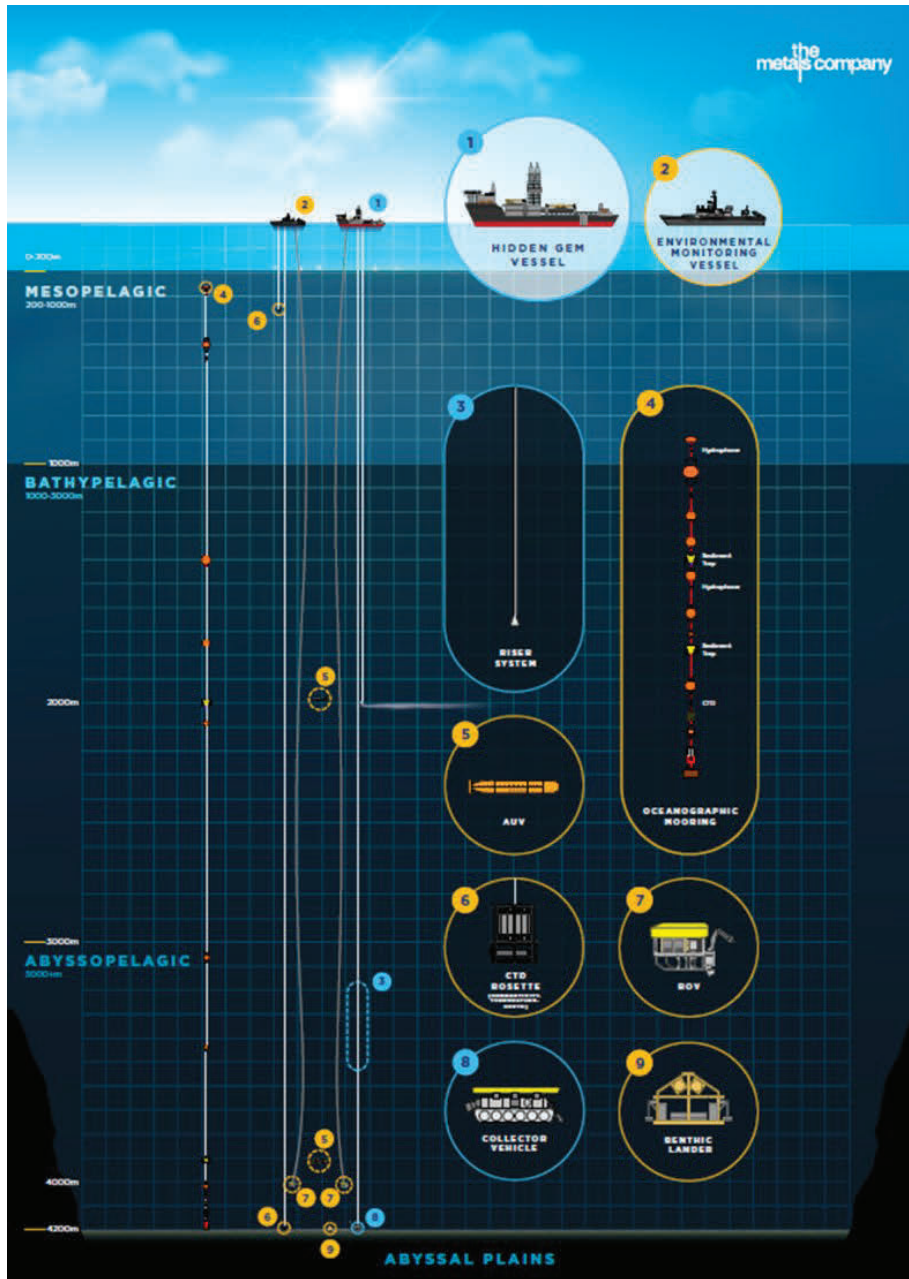 the
metals company
1
2
HIDDEN GEM
VESSEL
ENVIRONMENTAL
MONITORING
VESSEL
2
1
0-200m
MESOPELAGIC
200-1000m
4
6
3
4
Hydrophone
Sediment
Trap
Hydrophone
Sediment
Trap
CTD
OCEANOGRAPHIC
MOORING
RISER
SYSTEM
1000m
BATHYPELAGIC
1000-3000m
5
2000m
5
AUV
6
CTD
ROSETTE
7
ROV
3000m
ABYSSOPELAGIC
3
8
COLLECTOR
VEHICLE
9
BENTHIC
LANDER
5
4000m
7
7
6
8
4200m
9
ABYSSAL PLAINS